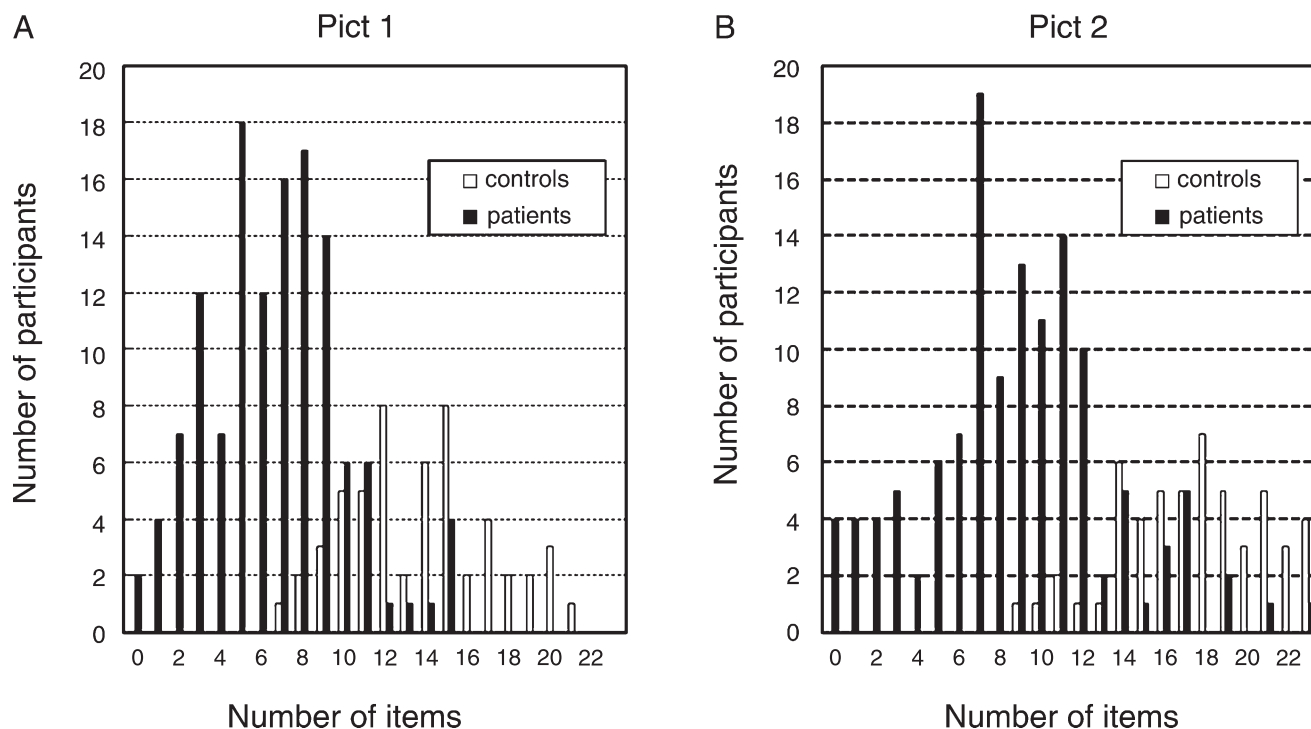 A
Pict 1
Number of participants
20
18
16
14
12
10
8
6
4
2
0
controls
patients
0 2 4 6 8 10 12 14 16 18 20 22
Number of items
B
Pict 2
Number of participants
20
18
16
14
12
10
8
6
4
2
0
controls
patients
0 2 4 6 8 10 12 14 16 18 20 22
Number of items